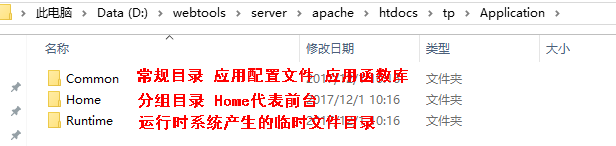 此电脑 > Data (D:) > webtools > server > apache > htdocs > tp > Application >
名称 修改日期 类型 大小
Common 常规目录 应用配置文件 应用函数库 文件夹
Home 分组目录 Home代表前台 2017/12/1 10:16 文件夹
Runtime 运行时系统产生的临时文件目录 10:16 文件夹